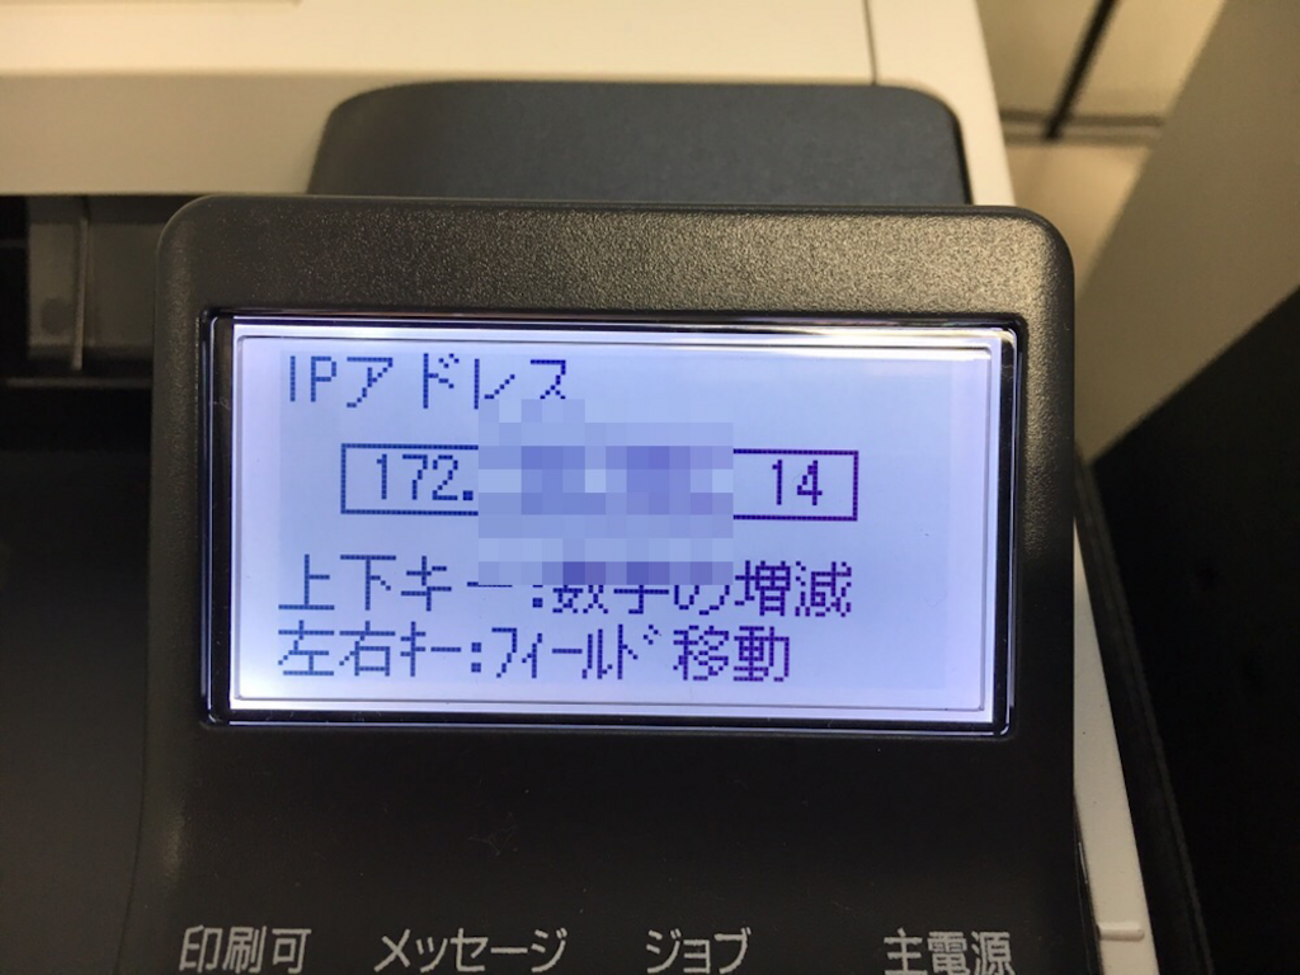 IPアドレス
172. 14
上下キー:数字の増減
左右ｷｰ:ﾌｨｰﾙﾄﾞ移動
印刷可 メッセージ ジョブ 主電源